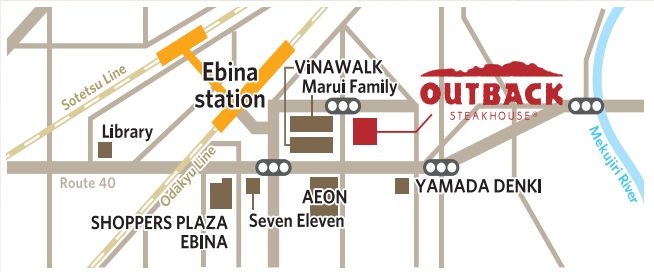 Sotetsu Line
Ebina
station
ViNAWALK
Marui Family
OUTBACK
STEAKHOUSE®
Library
Odakyu Line
Route 40
Mekujiri River
SHOPPERS PLAZA
EBINA
Seven Eleven
AEON
YAMADA DENKI